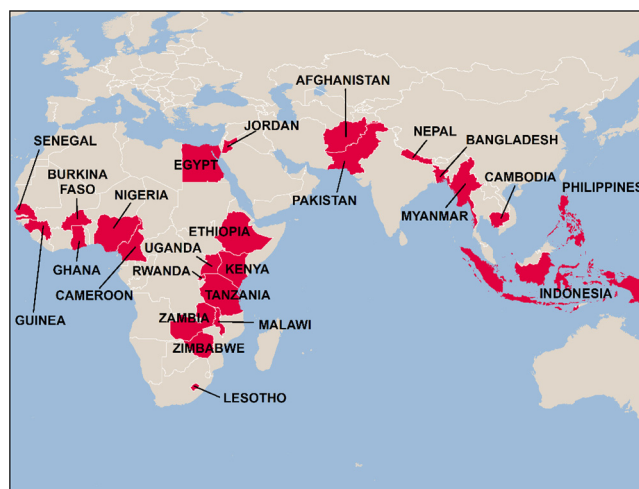 AFGHANISTAN
JORDAN
SENEGAL
NEPAL
BANGLADESH
EGYPT
BURKINA
FASO
NIGERIA
CAMBODIA
PHILIPPINES
PAKISTAN
MYANMAR
ETHIOPIA
UGANDA
GHANA
RWANDA
KENYA
CAMEROON
TANZANIA
INDONESIA
GUINEA
ZAMBIA
MALAWI
ZIMBABWE
LESOTHO